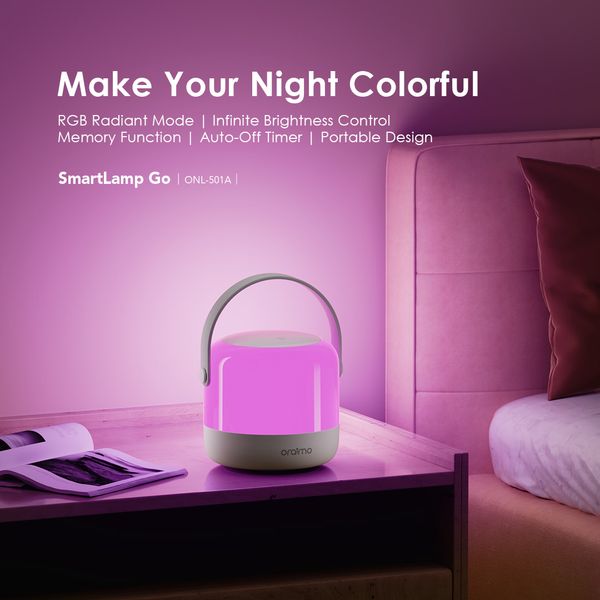 Make Your Night Colorful
RGB Radiant Mode | Infinite Brightness Control
Memory Function | Auto-Off Timer | Portable Design
SmartLamp Go | ONL-501A |
oraimo